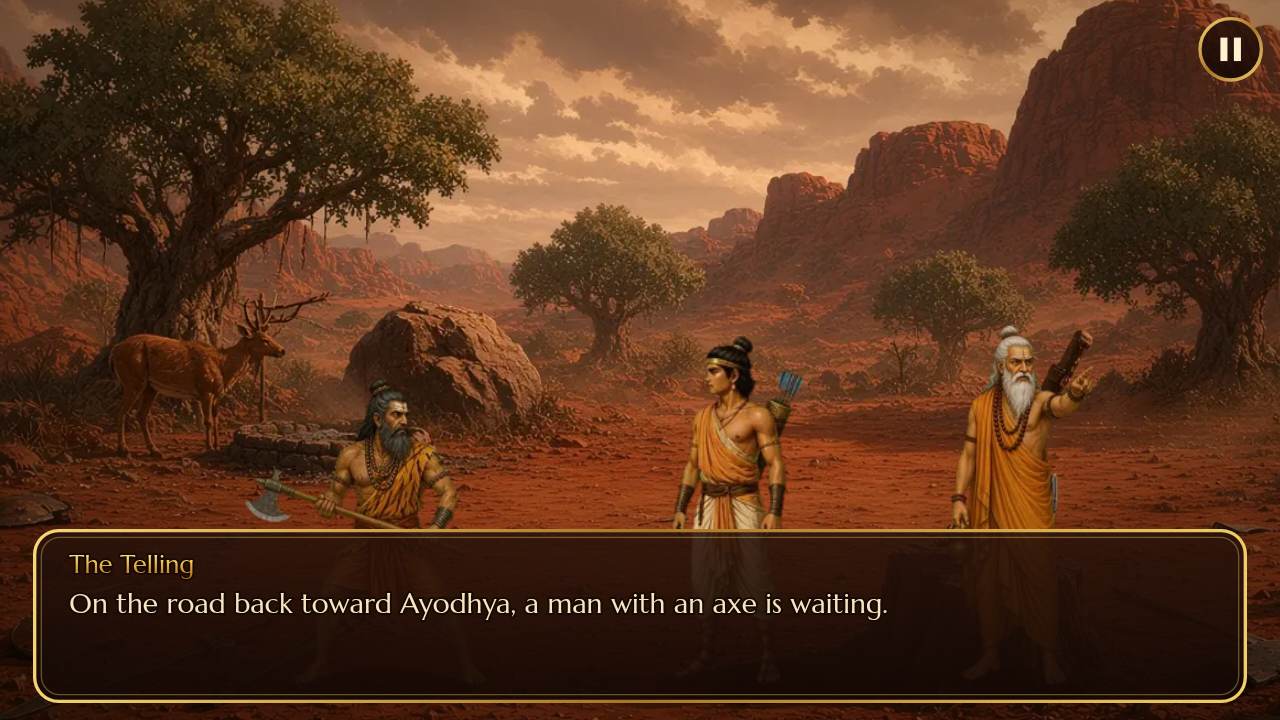 The Telling
On the road back toward Ayodhya, a man with an axe is waiting.